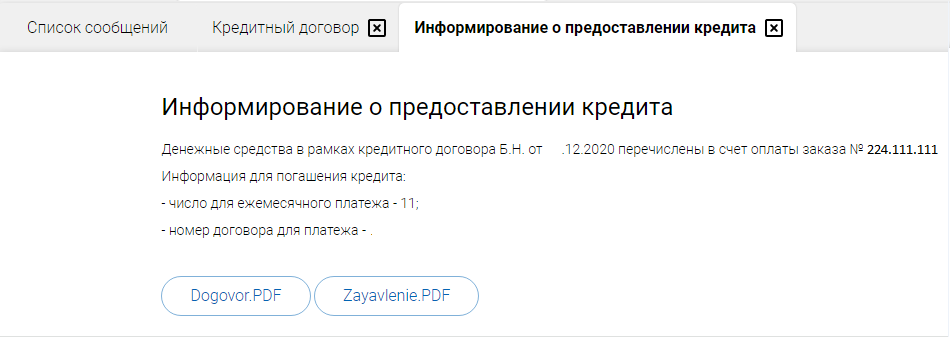 Список сообщений Кредитный договор Информирование о предоставлении кредита
Информирование о предоставлении кредита
Денежные средства в рамках кредитного договора Б.Н. от .12.2020 перечислены в счет оплаты заказа № 224.111.111
Информация для погашения кредита:
- число для ежемесячного платежа - 11;
- номер договора для платежа - .
Dogovor.PDF Zayavlenie.PDF